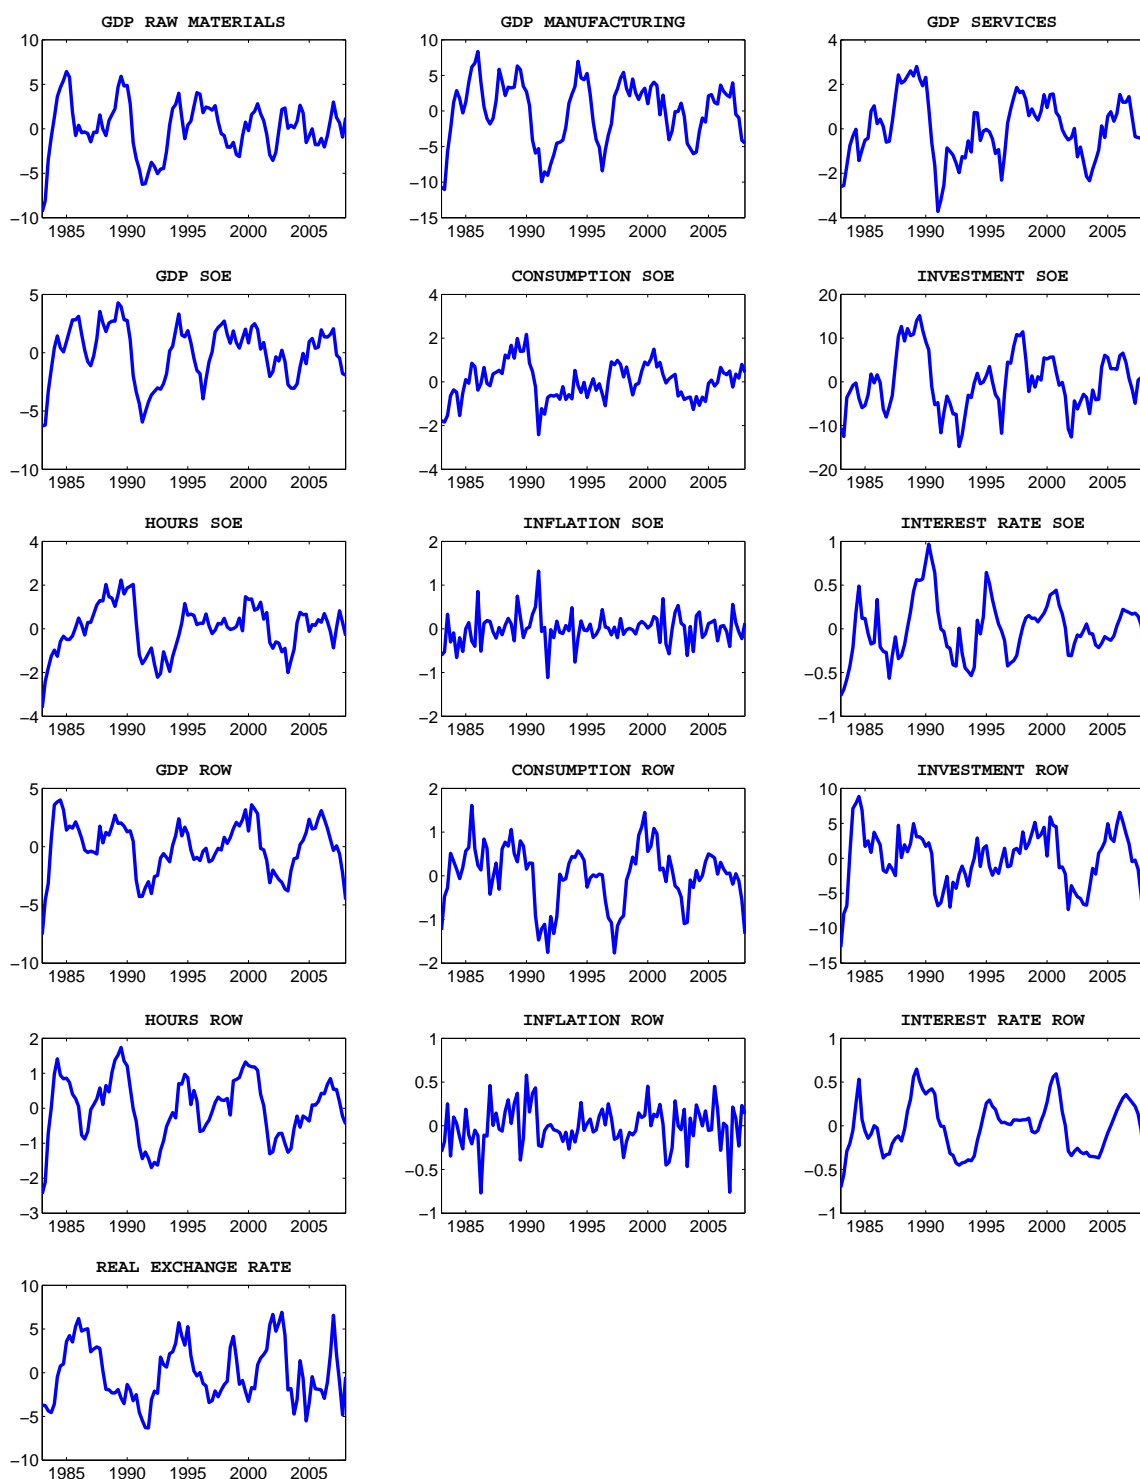 GDP RAW MATERIALS
10
5
0
−5
−10
1985 1990 1995 2000 2005
GDP MANUFACTURING
10
5
0
−5
−10
−15
1985 1990 1995 2000 2005
GDP SERVICES
4
2
0
−2
−4
1985 1990 1995 2000 2005
GDP SOE
5
0
−5
−10
1985 1990 1995 2000 2005
CONSUMPTION SOE
4
2
0
−2
−4
1985 1990 1995 2000 2005
INVESTMENT SOE
20
10
0
−10
−20
1985 1990 1995 2000 2005
HOURS SOE
4
2
0
−2
−4
1985 1990 1995 2000 2005
INFLATION SOE
2
1
0
−1
−2
1985 1990 1995 2000 2005
INTEREST RATE SOE
1
0.5
0
−0.5
−1
1985 1990 1995 2000 2005
GDP ROW
5
0
−5
−10
1985 1990 1995 2000 2005
CONSUMPTION ROW
2
1
0
−1
−2
1985 1990 1995 2000 2005
INVESTMENT ROW
10
5
0
−5
−10
−15
1985 1990 1995 2000 2005
HOURS ROW
2
1
0
−1
−2
−3
1985 1990 1995 2000 2005
INFLATION ROW
1
0.5
0
−0.5
−1
1985 1990 1995 2000 2005
INTEREST RATE ROW
1
0.5
0
−0.5
−1
1985 1990 1995 2000 2005
REAL EXCHANGE RATE
10
5
0
−5
−10
1985 1990 1995 2000 2005